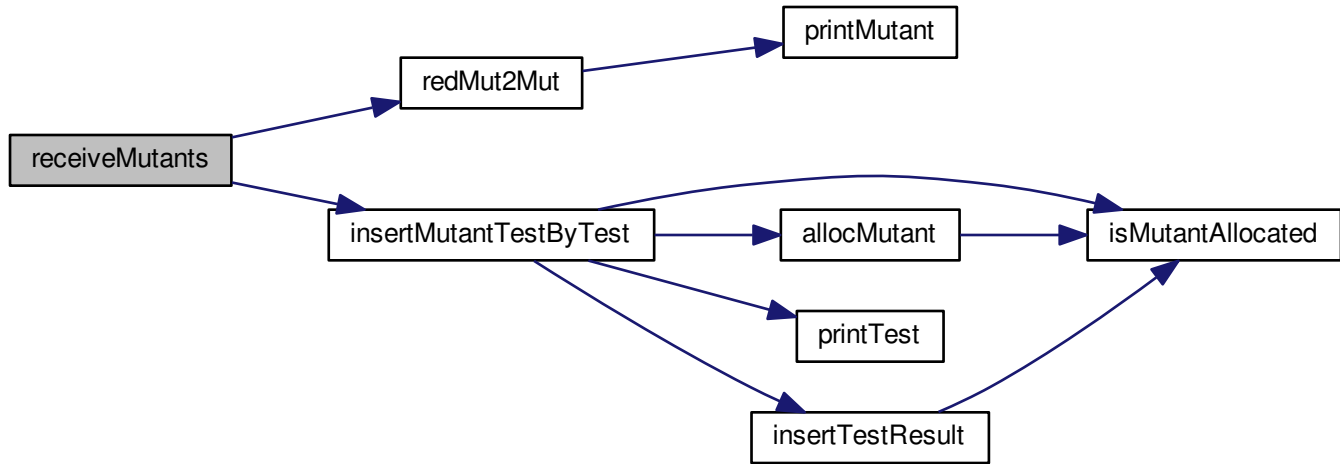 printMutant
redMut2Mut
receiveMutants
insertMutantTestByTest
allocMutant
isMutantAllocated
printTest
insertTestResult